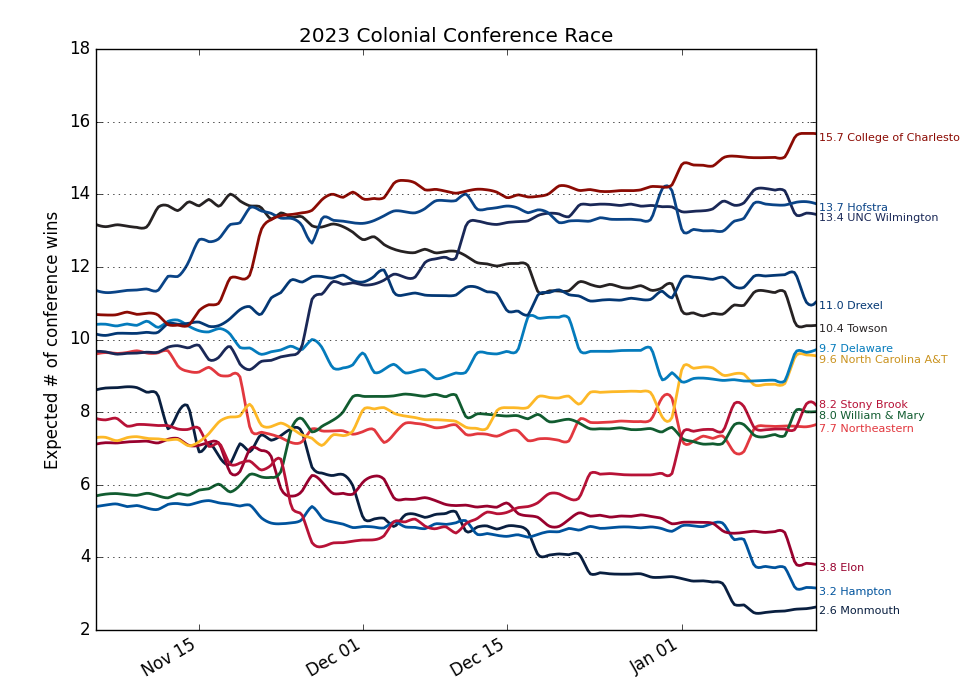 2023 Colonial Conference Race
Expected # of conference wins
18
16
14
12
10
8
6
4
2
Nov 15
Dec 01
Dec 15
Jan 01
15.7 College of Charlesto
13.7 Hofstra
13.4 UNC Wilmington
11.0 Drexel
10.4 Towson
9.7 Delaware
9.6 North Carolina A&T
8.2 Stony Brook
8.0 William & Mary
7.7 Northeastern
3.8 Elon
3.2 Hampton
2.6 Monmouth